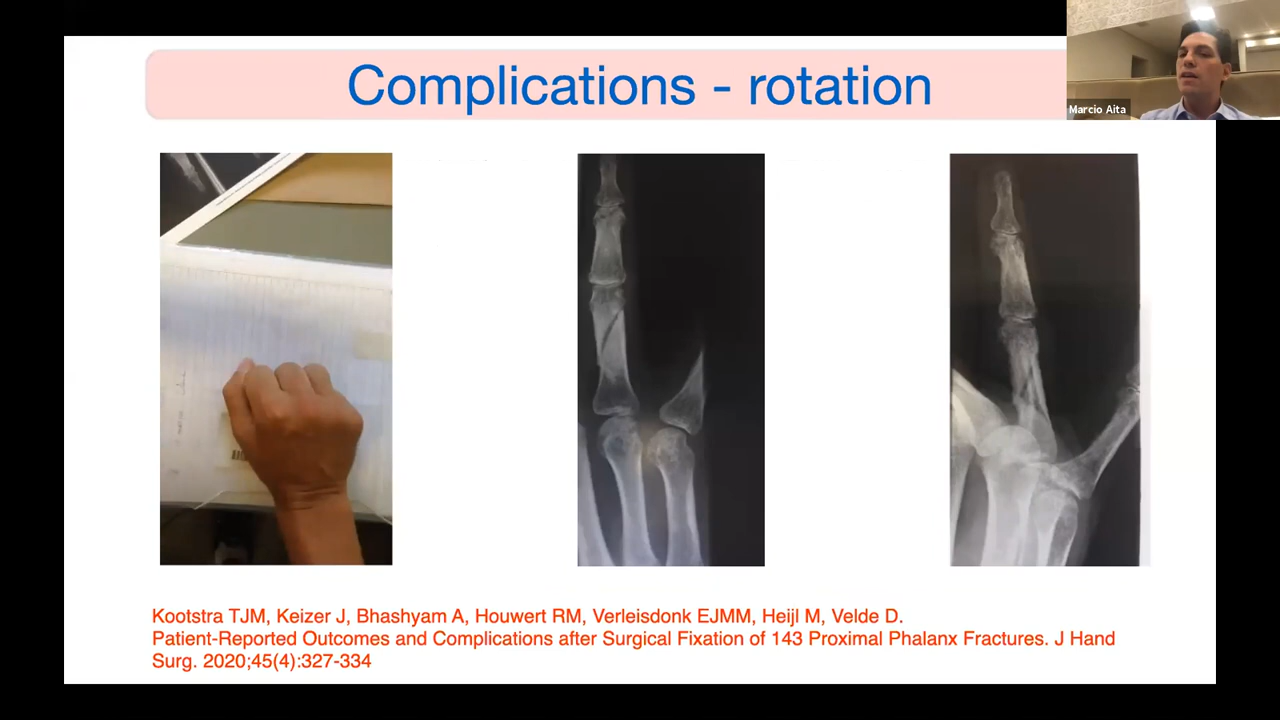 Complications - rotation
Marcio Aita
Kootstra TJM, Keizer J, Bhashyam A, Houwert RM, Verleisdonk EJMM, Heijl M, Velde D.
Patient-Reported Outcomes and Complications after Surgical Fixation of 143 Proximal Phalanx Fractures. J Hand
Surg. 2020;45(4):327-334